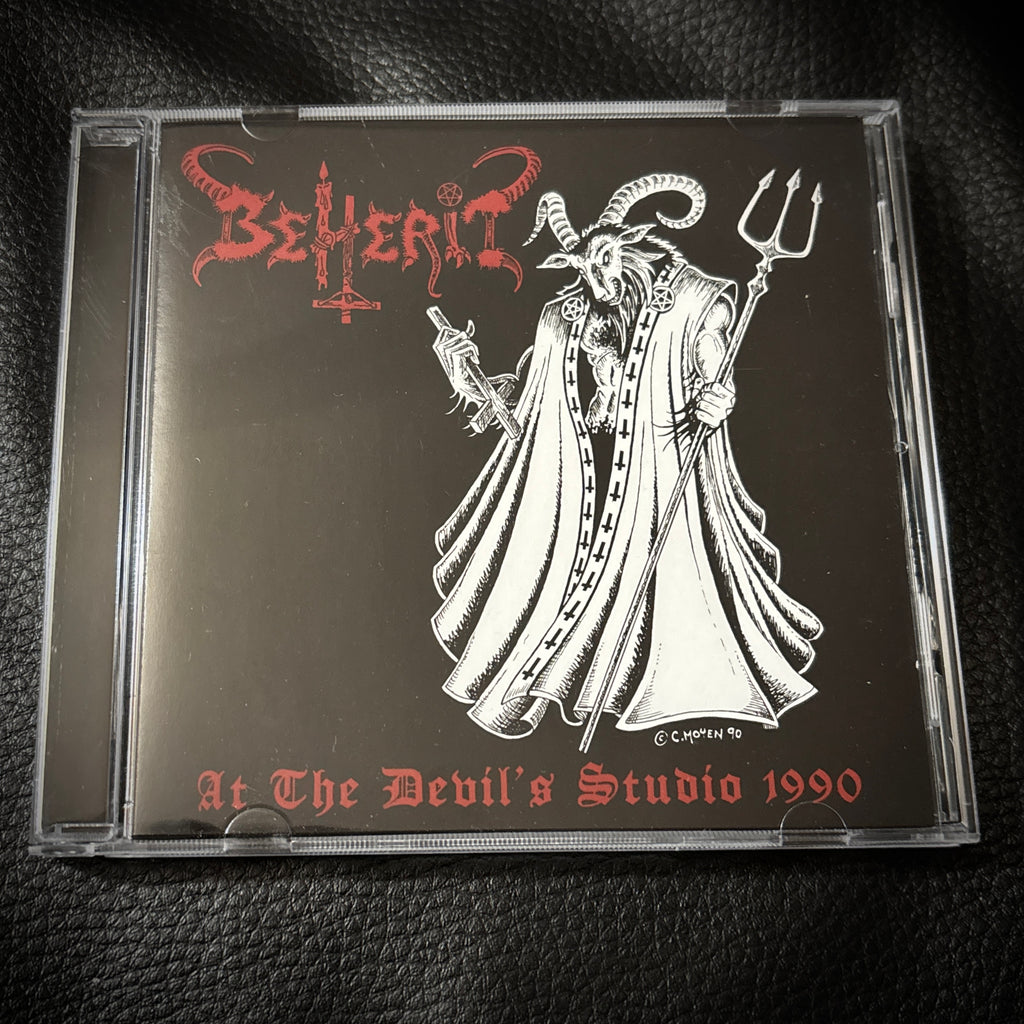 BEHERIT
© C.MOYEN 90
At The Devil's Studio 1990